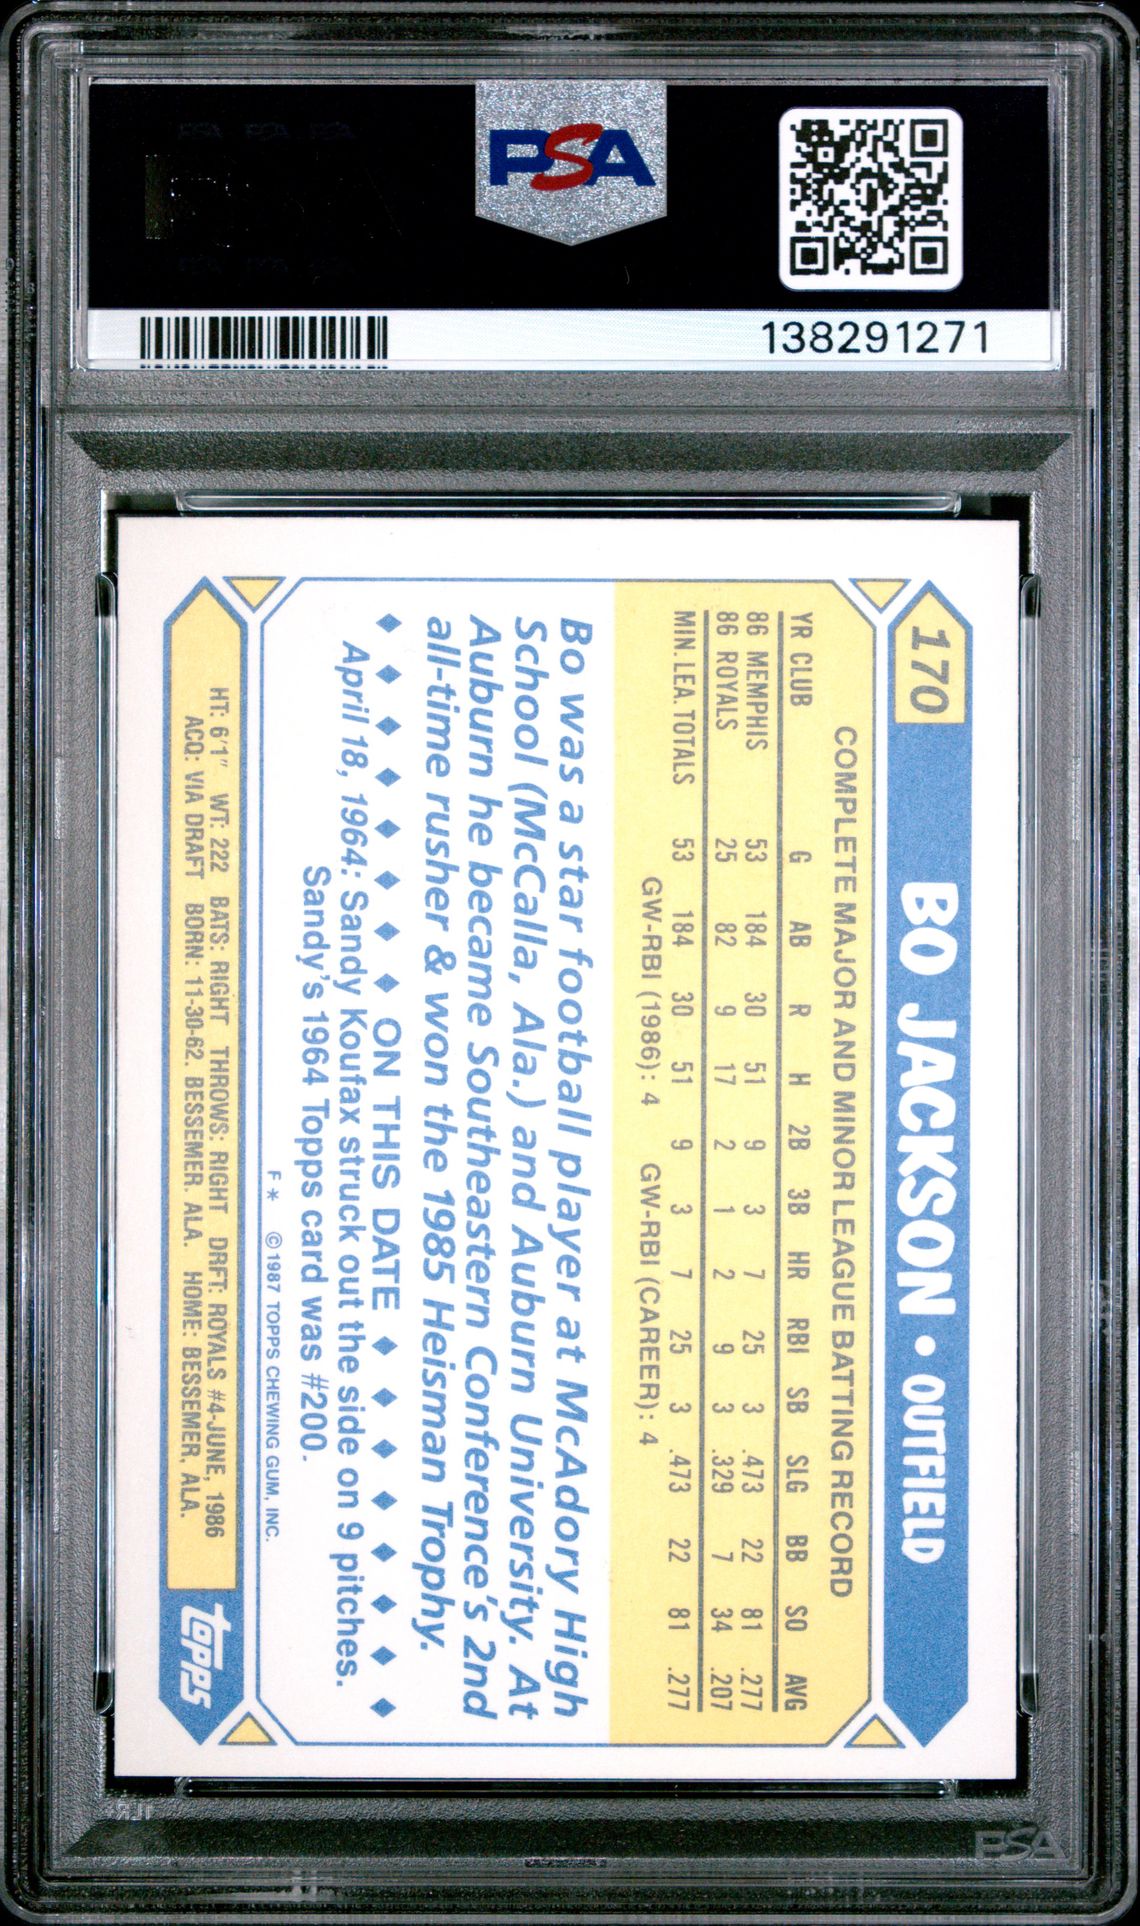 PSA
138291271
170 BO JACKSON • OUTFIELD
COMPLETE MAJOR AND MINOR LEAGUE BATTING RECORD
YR CLUB G AB R H 2B 3B HR RBI SB SLG BB SO AVG
86 MEMPHIS 53 184 30 51 9 3 7 25 3 .473 22 81 .277
86 ROYALS 25 82 9 17 2 1 2 9 3 .329 7 34 .207
MIN. LEA. TOTALS 53 184 30 51 9 3 7 25 3 .473 22 81 .277
GW-RBI (1986): 4 GW-RBI (CAREER): 4
Bo was a star football player at McAdory High
School (McCalla, Ala.) and Auburn University. At
Auburn he became Southeastern Conference's 2nd
all-time rusher & won the 1985 Heisman Trophy.
ON THIS DATE
April 18, 1964: Sandy Koufax struck out the side on 9 pitches.
Sandy's 1964 Topps card was #200.
F* © 1987 TOPPS CHEWING GUM, INC.
HT: 6'1" WT: 222 BATS: RIGHT THROWS: RIGHT DRFT: ROYALS #4-JUNE, 1986
ACQ: VIA DRAFT BORN: 11-30-62, BESSEMER, ALA. HOME: BESSEMER, ALA.
topps
PSA